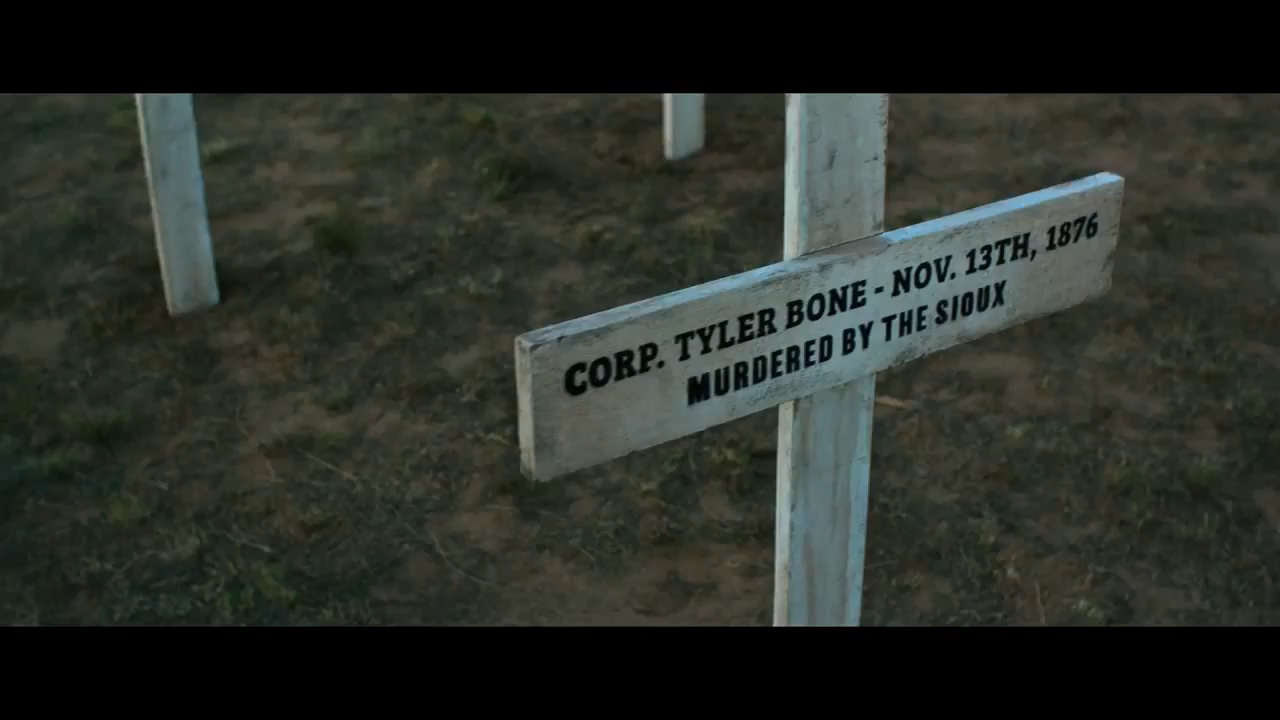 CORP. TYLER BONE - NOV. 13TH, 1876
MURDERED BY THE SIOUX